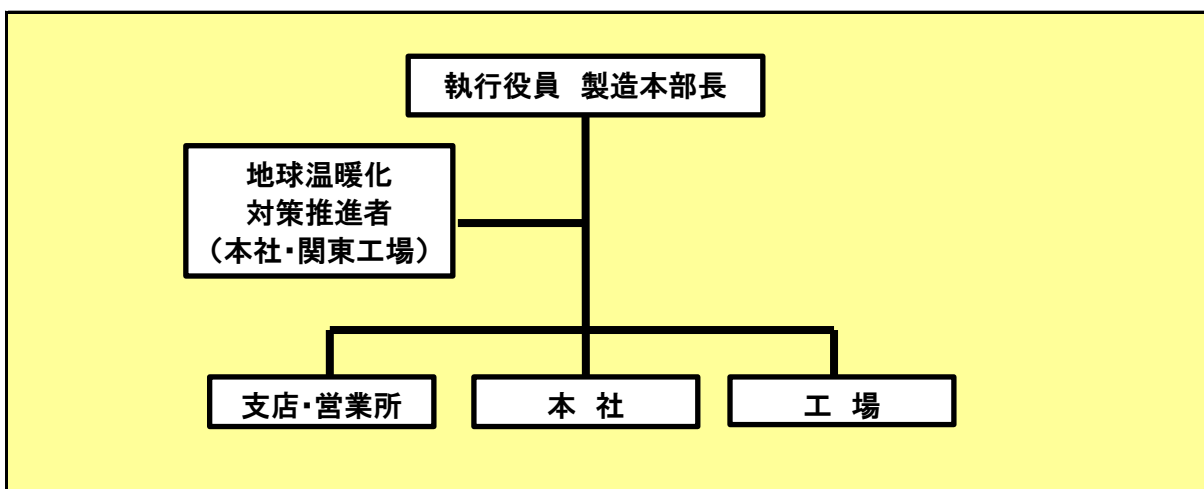 執行役員　製造本部長
地球温暖化
対策推進者
（本社・関東工場）
支店・営業所
本　社
工　場